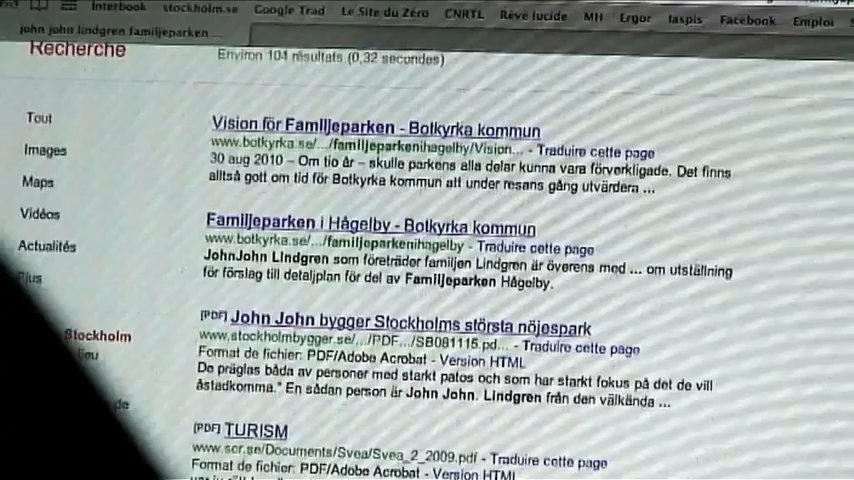 Interbook stockholm.se Google Trad Le Site du Zéro CNRTL Rêve lucide MH Ergor Iaspis Facebook Emploi
john john lindgren familjeparken ...
Recherche
Environ 104 résultats (0,32 secondes)
Tout
Images
Maps
Vidéos
Actualités
Plus
Stockholm
lieu
de
Vision för Familjeparken - Botkyrka kommun
www.botkyrka.se/.../familjeparkenihagelby/Vision... - Traduire cette page
30 aug 2010 – Om tio år – skulle parkens alla delar kunna vara förverkligade. Det finns
alltså gott om tid för Botkyrka kommun att under resans gång utvärdera ...
Familjeparken i Hågelby - Botkyrka kommun
www.botkyrka.se/.../familjeparkenihagelby - Traduire cette page
JohnJohn Lindgren som företräder familjen Lindgren är överens med ... om utställning
för förslag till detaljplan för del av Familjeparken Hågelby.
[PDF] John John bygger Stockholms största nöjespark
www.stockholmbygger.se/.../PDF.../SB081115.pd... - Traduire cette page
Format de fichier: PDF/Adobe Acrobat - Version HTML
De präglas båda av personer med starkt patos och som har starkt fokus på det de vill
åstadkomma." En sådan person är John John. Lindgren från den välkända ...
[PDF] TURISM
www.scr.se/Documents/Svea/Svea_2_2009.pdf - Traduire cette page
Format de fichier: PDF/Adobe Acrobat - Version HTML